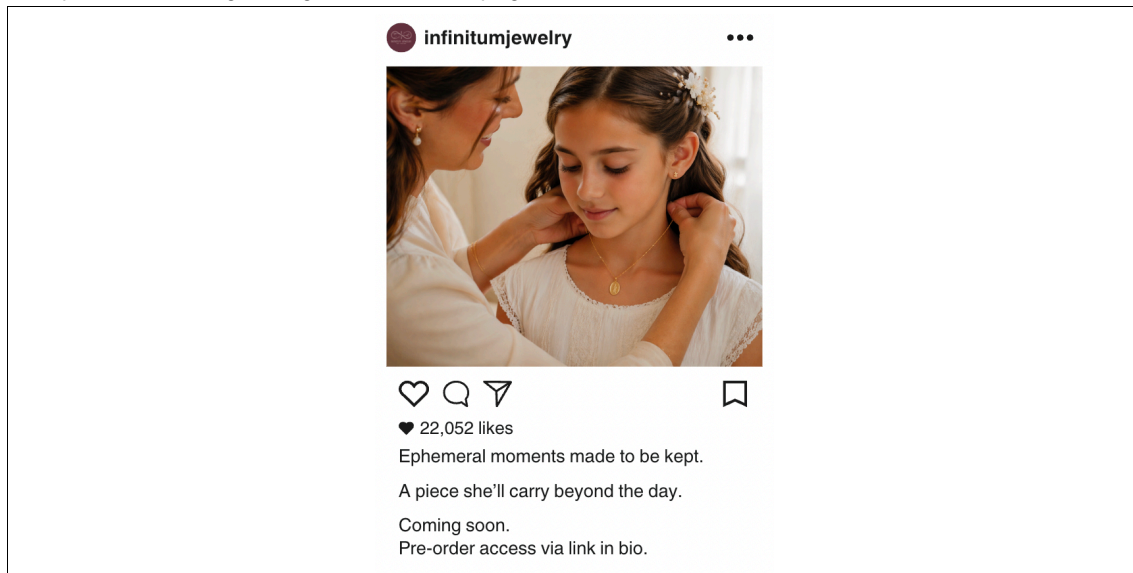 infinitumjewelry
22,052 likes
Ephemeral moments made to be kept.
A piece she’ll carry beyond the day.
Coming soon.
Pre-order access via link in bio.